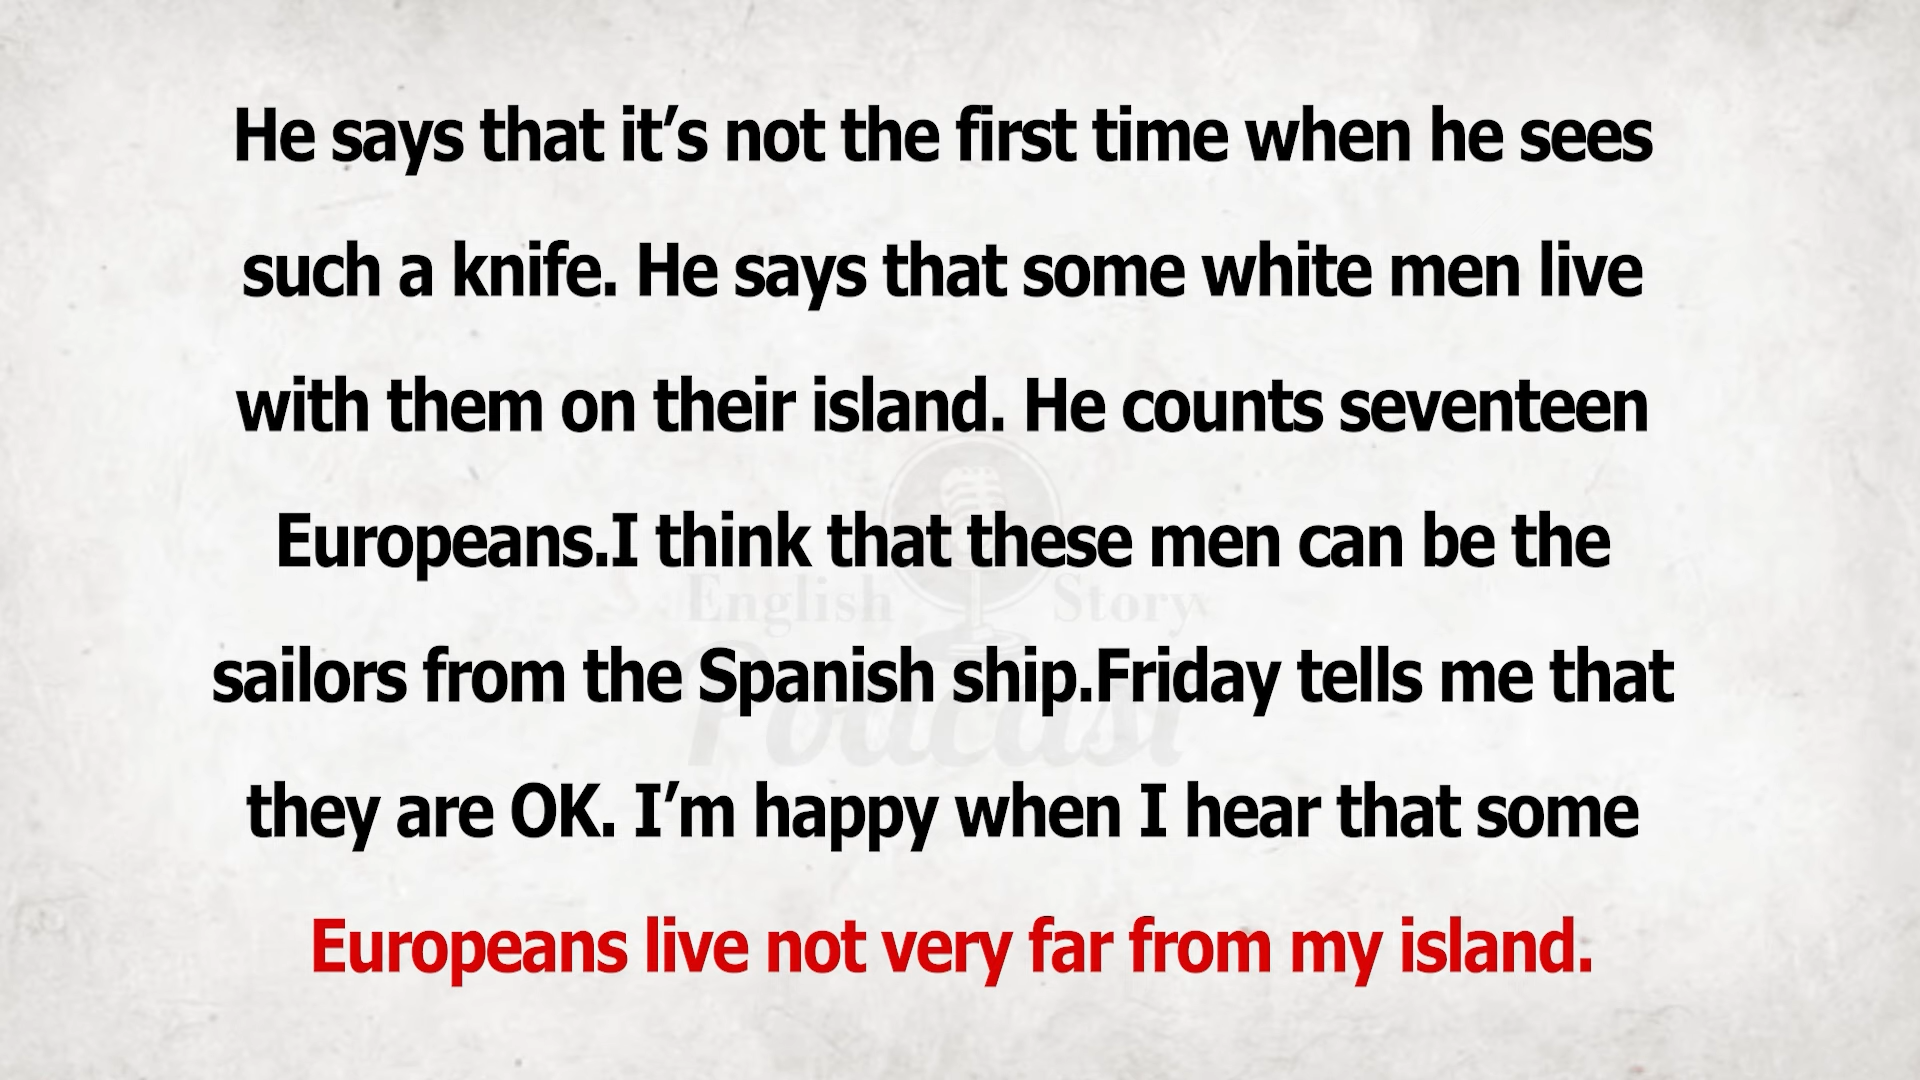 He says that it’s not the first time when he sees
such a knife. He says that some white men live
with them on their island. He counts seventeen
Europeans.I think that these men can be the
English Story
sailors from the Spanish ship.Friday tells me that
Podcast
they are OK. I’m happy when I hear that some
Europeans live not very far from my island.